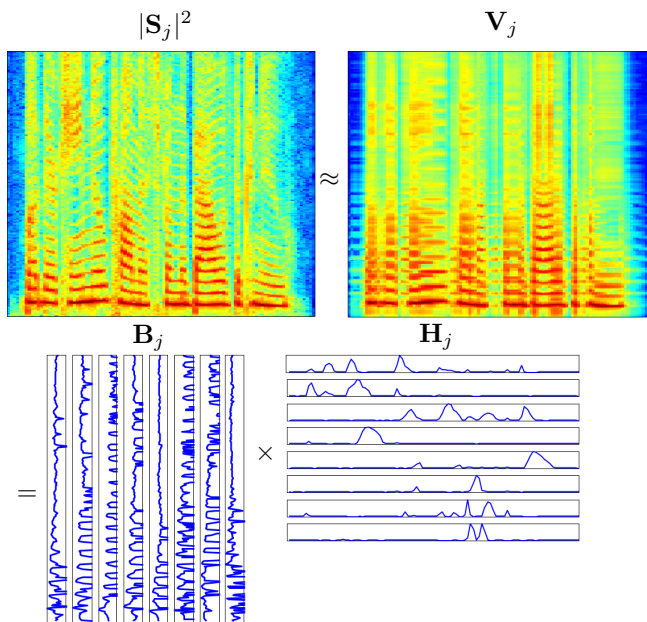 |S_j|^2
V_j
≈
B_j
H_j
=
×